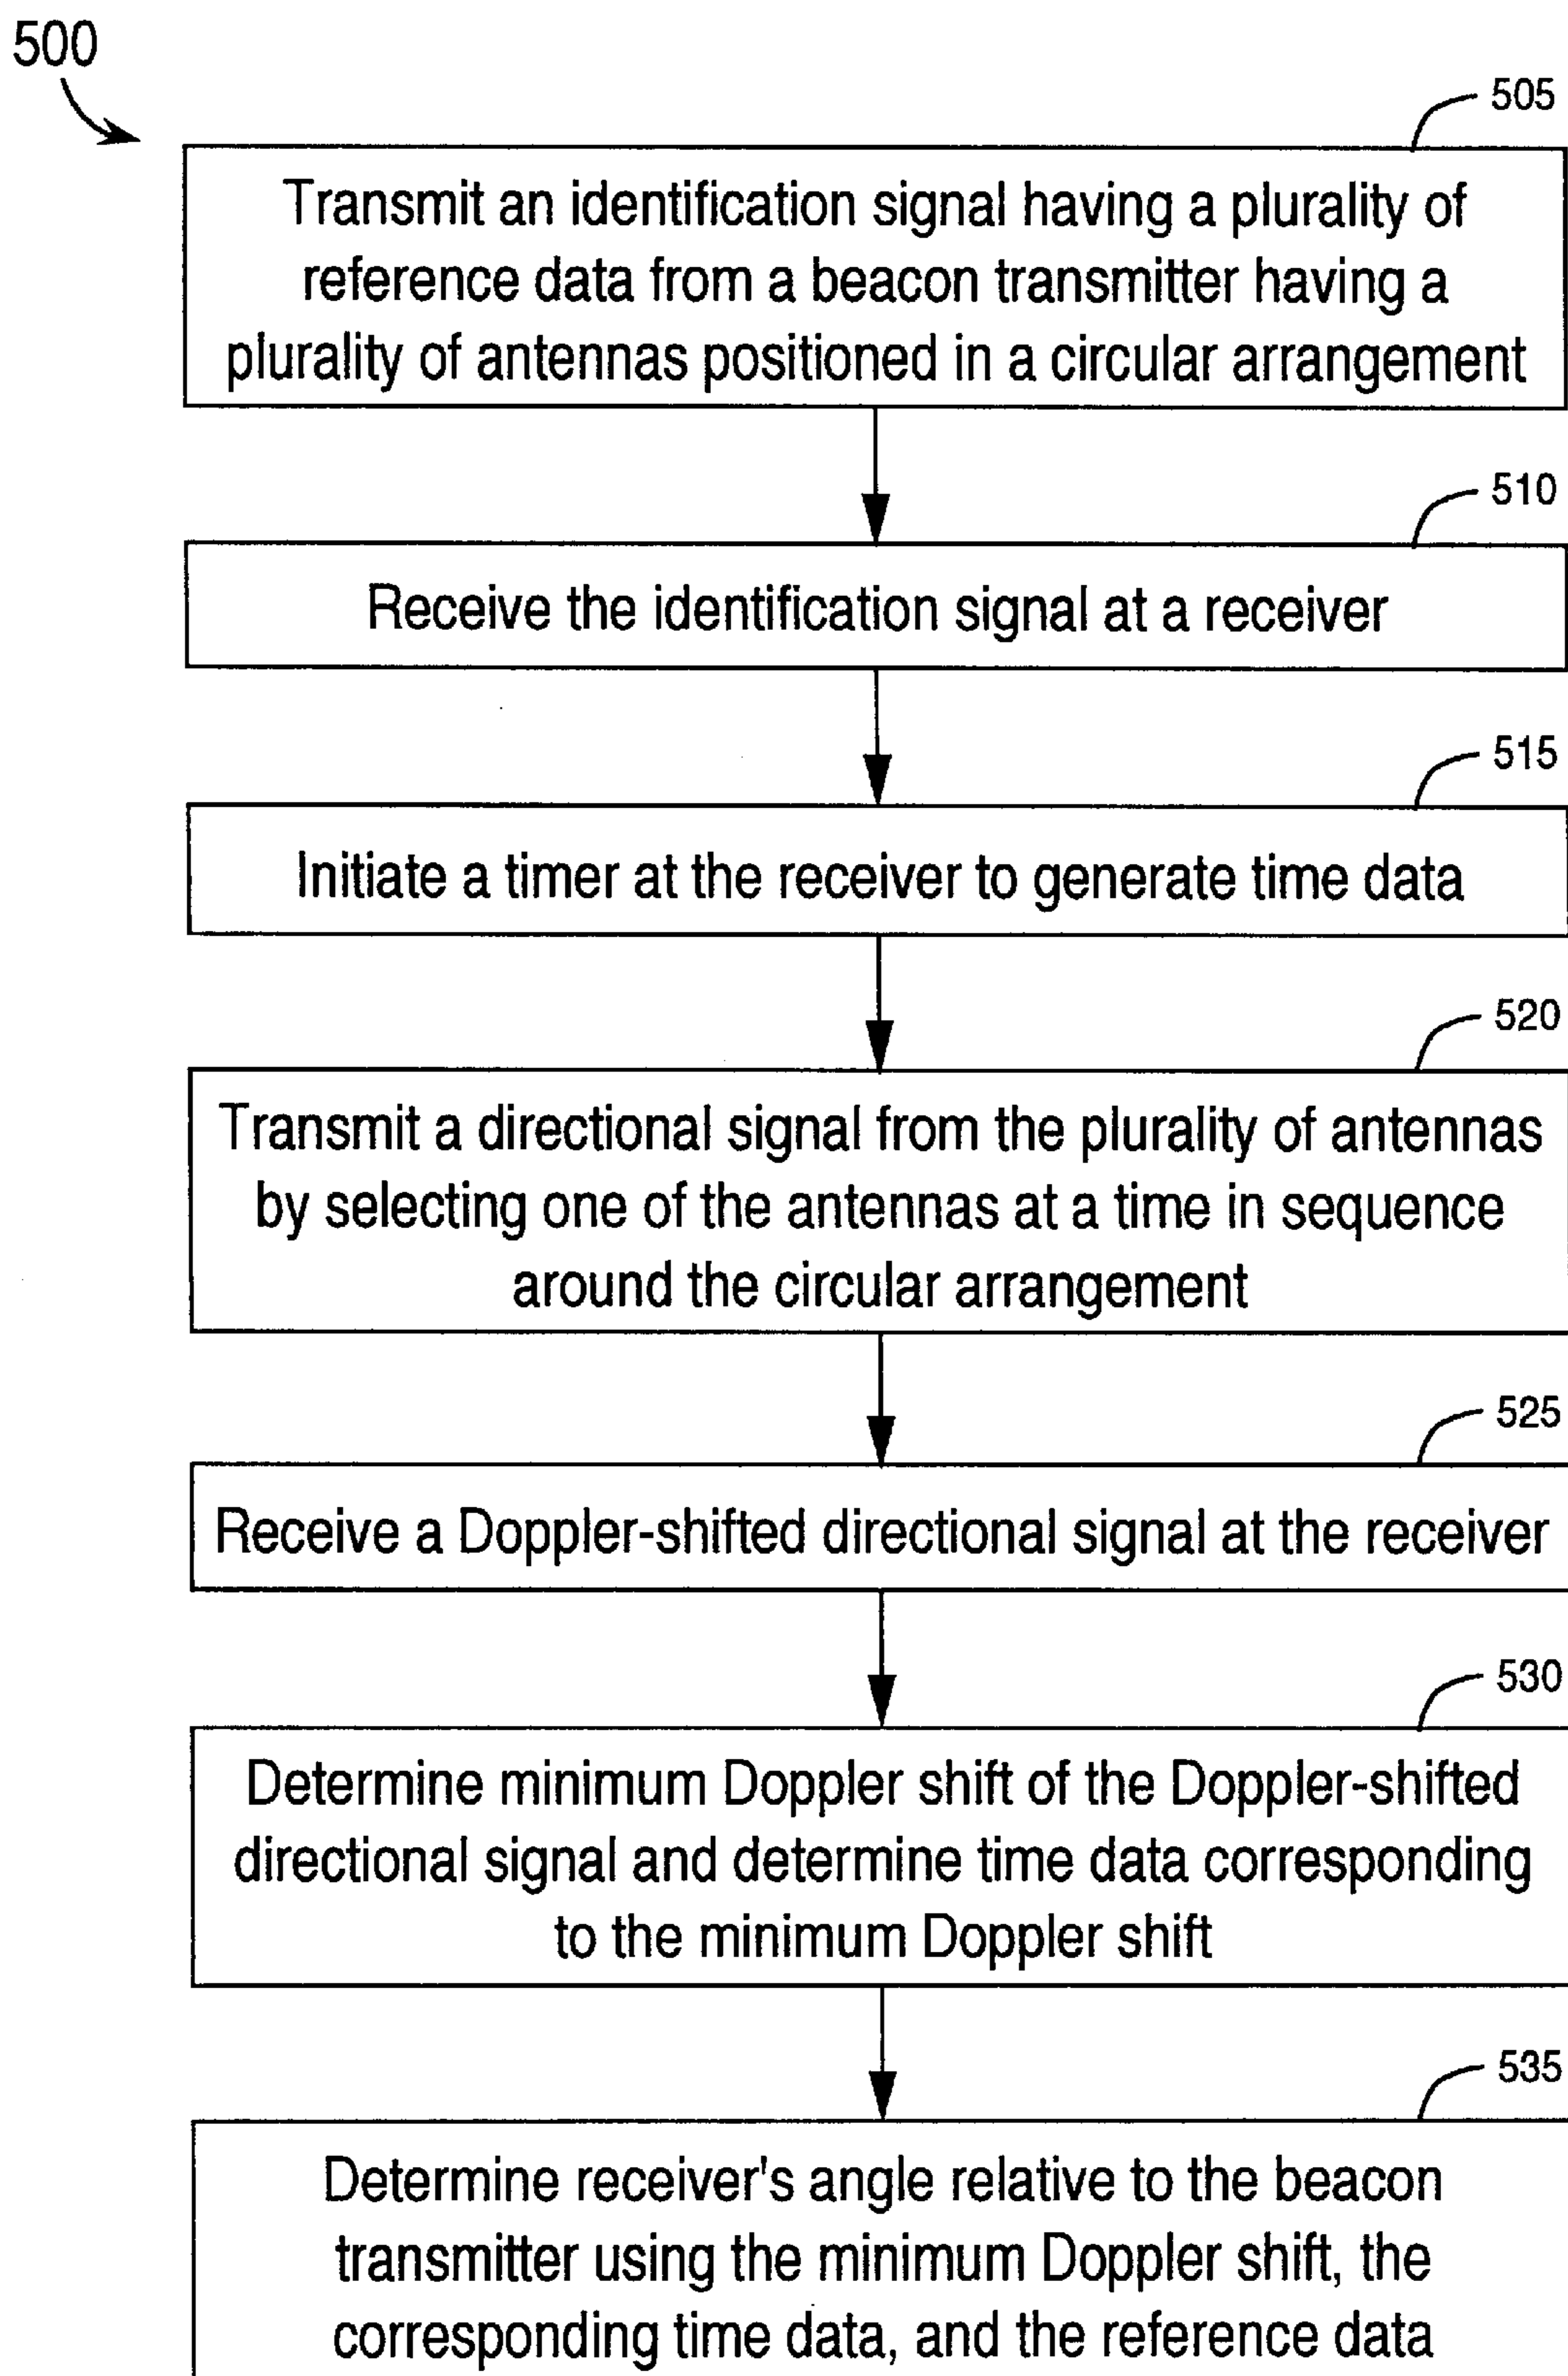 500
505
Transmit an identification signal having a plurality of
reference data from a beacon transmitter having a
plurality of antennas positioned in a circular arrangement
510
Receive the identification signal at a receiver
515
Initiate a timer at the receiver to generate time data
520
Transmit a directional signal from the plurality of antennas
by selecting one of the antennas at a time in sequence
around the circular arrangement
525
Receive a Doppler-shifted directional signal at the receiver
530
Determine minimum Doppler shift of the Doppler-shifted
directional signal and determine time data corresponding
to the minimum Doppler shift
535
Determine receiver's angle relative to the beacon
transmitter using the minimum Doppler shift, the
corresponding time data, and the reference data